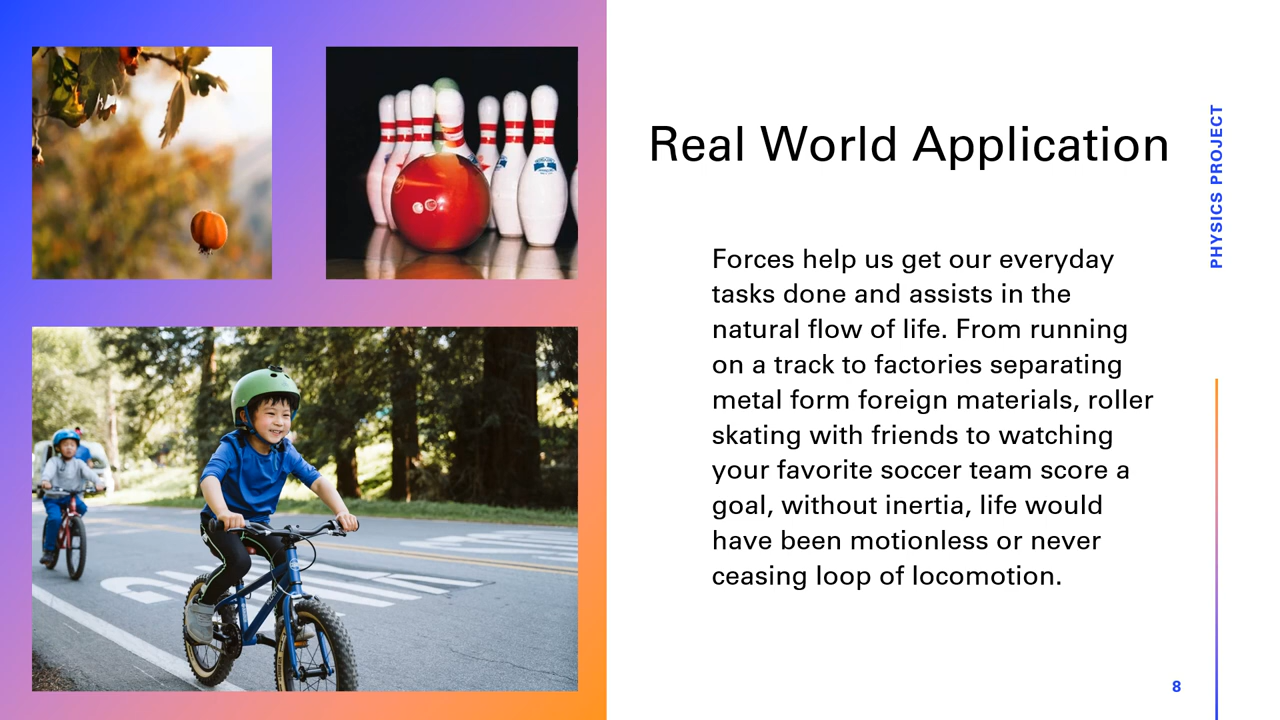 Real World Application
PHYSICS PROJECT
Forces help us get our everyday
tasks done and assists in the
natural flow of life. From running
on a track to factories separating
metal form foreign materials, roller
skating with friends to watching
your favorite soccer team score a
goal, without inertia, life would
have been motionless or never
ceasing loop of locomotion.
8